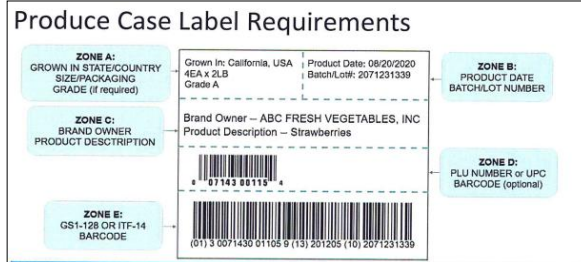 Produce Case Label Requirements
ZONE A:
GROWN IN STATE/COUNTRY
SIZE/PACKAGING
GRADE (if required)
Grown In: California, USA
4EA x 2LB
Grade A
Product Date: 08/20/2020
Batch/Lot#: 2071231339
ZONE B:
PRODUCT DATE
BATCH/LOT NUMBER
ZONE C:
BRAND OWNER
PRODUCT DESCTRIPTION
Brand Owner – ABC FRESH VEGETABLES, INC
Product Description – Strawberries
0 07143 00115 4
ZONE D:
PLU NUMBER or UPC
BARCODE (optional)
ZONE E:
GS1-128 OR ITF-14
BARCODE
(01) 3 0071430 01105 9 (13) 201205 (10) 2071231339